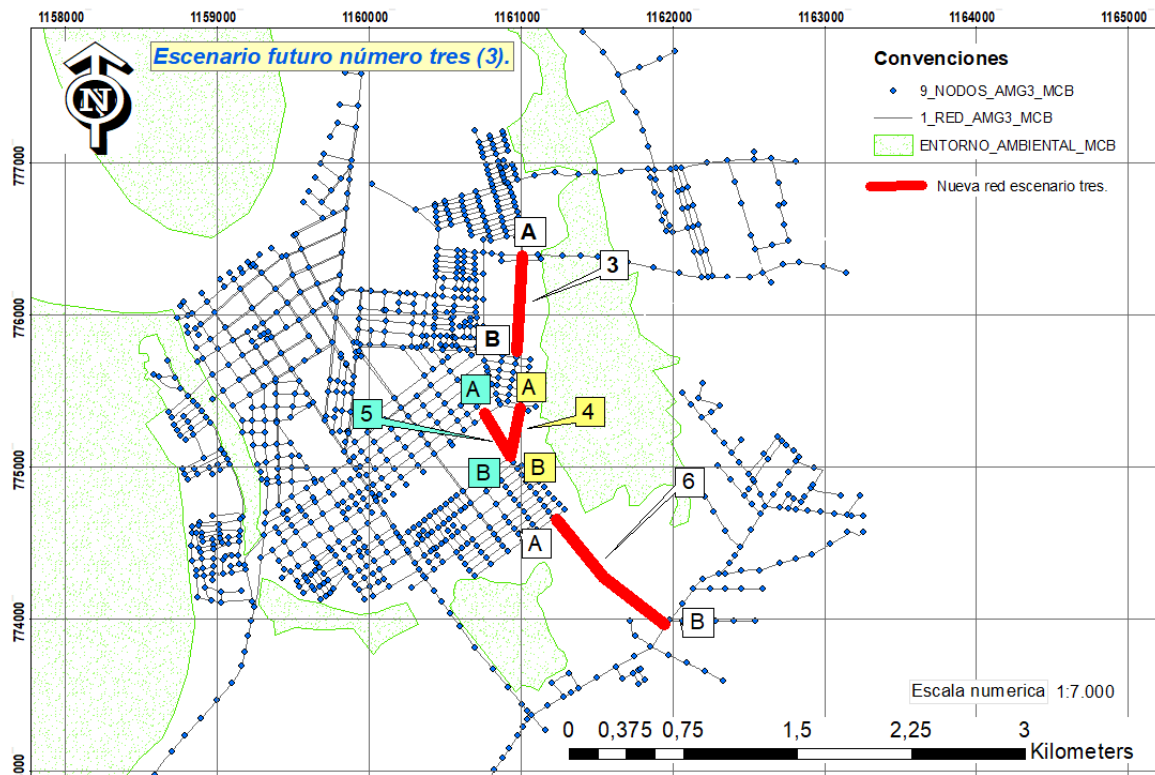 1158000 1159000 1160000 1161000 1162000 1163000 1164000 1165000
Escenario futuro número tres (3).
N
Convenciones
9_NODOS_AMG3_MCB
1_RED_AMG3_MCB
ENTORNO_AMBIENTAL_MCB
Nueva red escenario tres.
777000
A
3
776000
B
A
A
5
4
775000
B
B
6
A
774000
B
Escala numerica 1:7.000
0 0,375 0,75 1,5 2,25 3
Kilometers
000